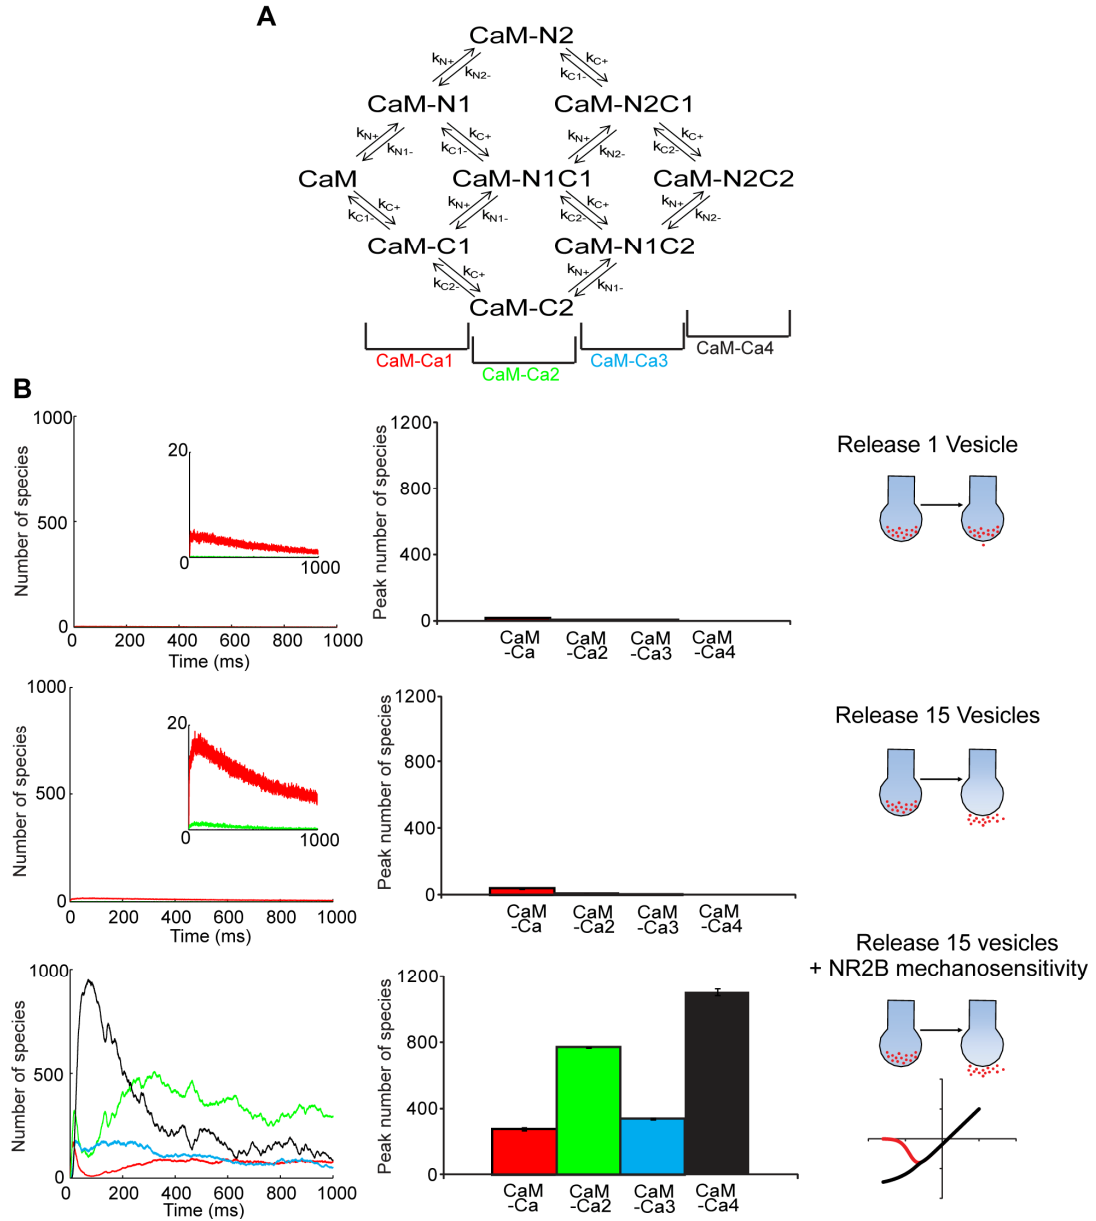 A
CaM-N2
kN+ kN2- kC+ kC1-
CaM-N1 CaM-N2C1
kN+ kN1- kC+ kC1- kN+ kN2- kC+ kC2-
CaM CaM-N1C1 CaM-N2C2
kC+ kC1- kN+ kN1- kC+ kC2- kN+ kN2-
CaM-C1 CaM-N1C2
kC+ kC2- kN+ kN1-
CaM-C2
CaM-Ca1 CaM-Ca2 CaM-Ca3 CaM-Ca4
B
Number of species
1000
500
0
0 200 400 600 800 1000
Time (ms)
20
0
1000
Peak number of species
1200
800
400
0
CaM CaM CaM CaM
-Ca -Ca2 -Ca3 -Ca4
Release 1 Vesicle
Number of species
1000
500
0
0 200 400 600 800 1000
Time (ms)
20
0
1000
Peak number of species
1200
800
400
0
CaM CaM CaM CaM
-Ca -Ca2 -Ca3 -Ca4
Release 15 Vesicles
Number of species
1000
500
0
0 200 400 600 800 1000
Time (ms)
Peak number of species
1200
800
400
0
CaM CaM CaM CaM
-Ca -Ca2 -Ca3 -Ca4
Release 15 vesicles
+ NR2B mechanosensitivity